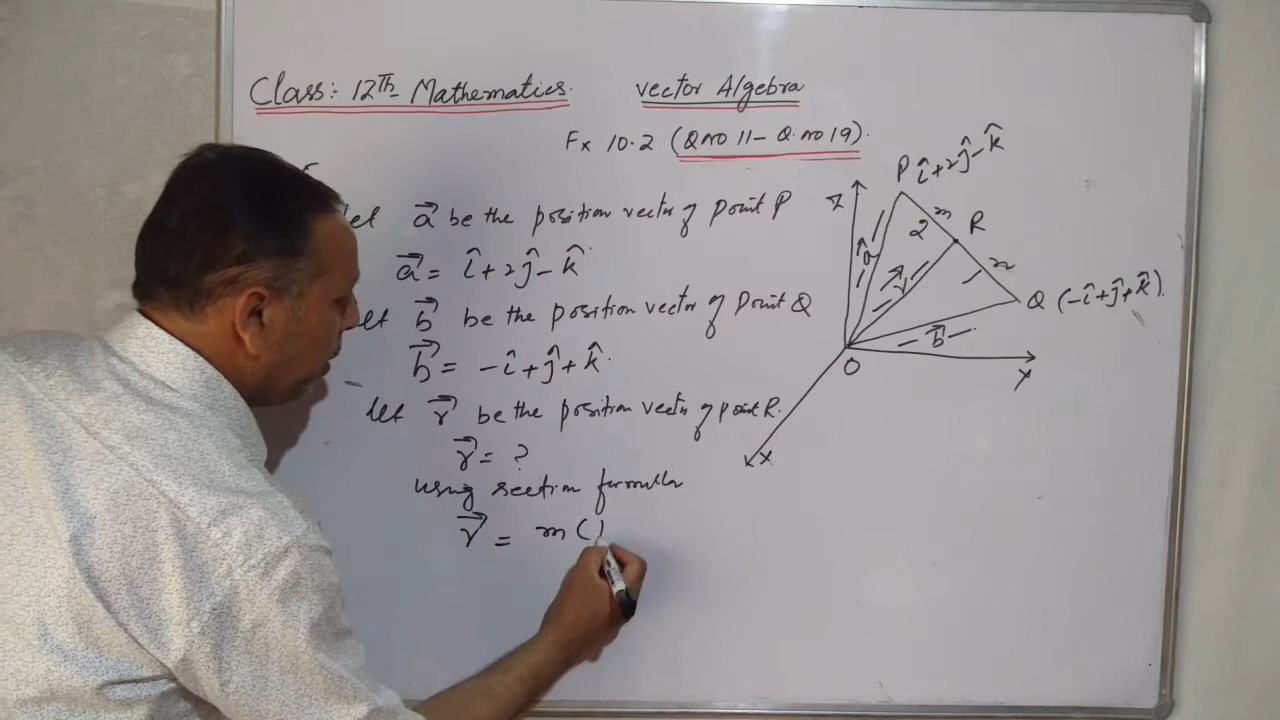 Class: 12Th Mathematics. vector Algebra
Ex 10.2 (Q no 11 - Q. no 19).
let a⃗ be the position vector of point P
a⃗ = î+2ĵ-k̂
let b⃗ be the position vector of Point Q
b⃗ = -î+ĵ+k̂
let r⃗ be the position vector of point R.
r⃗ = ?
using section formula
r⃗ = m (
P î+2ĵ-k̂
Z
m
2
R
a⃗
r⃗
n
1
Q (-î+ĵ+k̂).
b⃗
O
Y
X